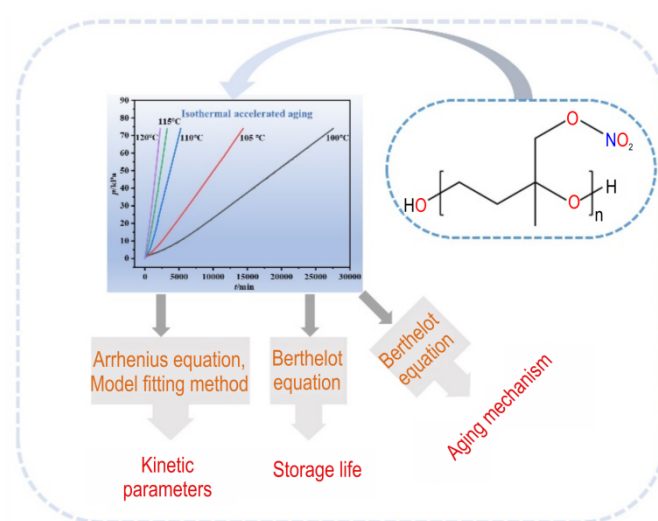 90
80
70
60
50
40
30
20
10
0
p/kPa
Isothermal accelerated aging
115℃
120℃
110℃
105 ℃
100℃
0
5000
10000
15000
20000
25000
30000
t/min
O
NO2
HO
O
H
n
Arrhenius equation,
Model fitting method
Berthelot
equation
Berthelot
equation
Kinetic
parameters
Storage life
Aging mechanism